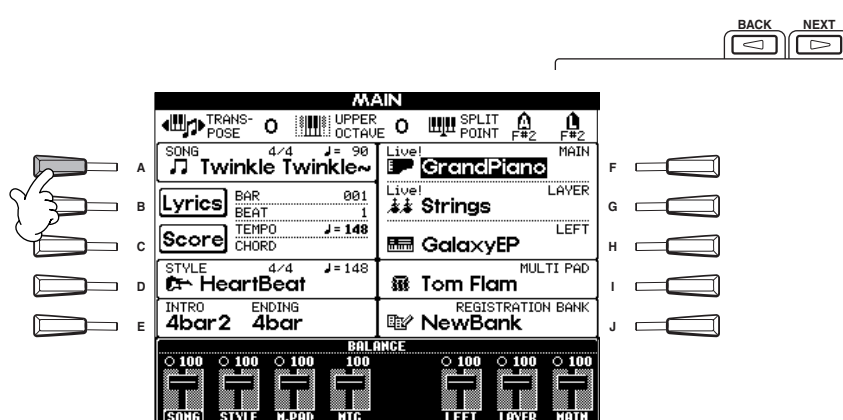 BACK NEXT
MAIN
TRANS-
POSE 0 UPPER
OCTAVE 0 SPLIT
POINT A
F#2 L
F#2
SONG 4/4 ♩= 90
Twinkle Twinkle~
Live! MAIN
GrandPiano
A F
Live! LAYER
Strings
Lyrics BAR 001
BEAT 1
B G
Score TEMPO ♩= 148
CHORD
LEFT
GalaxyEP
C H
STYLE 4/4 ♩= 148
HeartBeat
MULTI PAD
Tom Flam
D I
INTRO ENDING
4bar2 4bar
REGISTRATION BANK
NewBank
E J
BALANCE
100 100 100 100 100 100 100
SONG STYLE M.PAD MIC LEFT LAYER MAIN